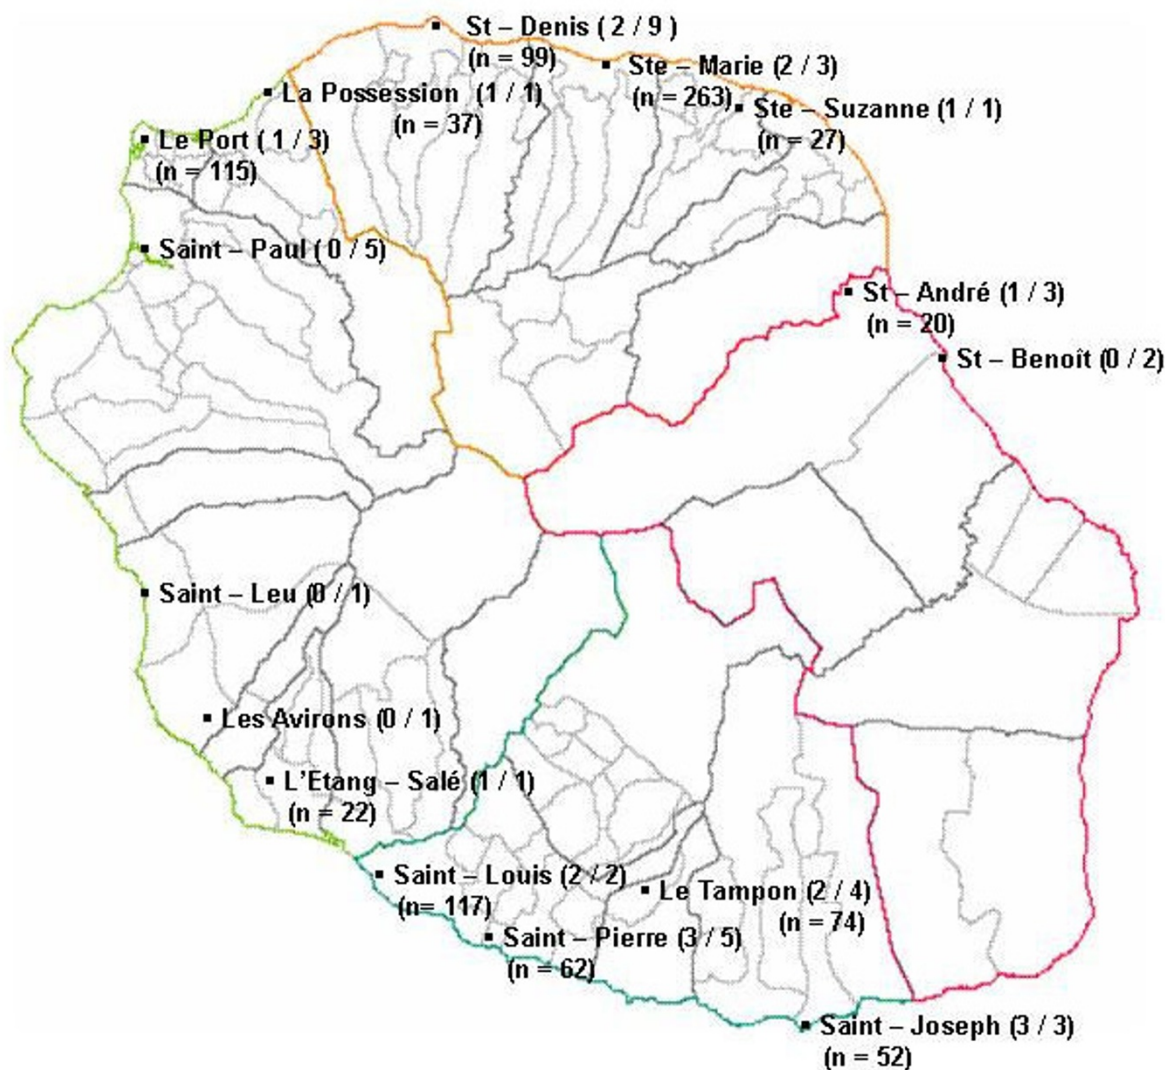 St – Denis ( 2 / 9 )
(n = 99)
Ste – Marie (2 / 3)
(n = 263)
La Possession (1 / 1)
(n = 37)
Ste – Suzanne (1 / 1)
(n = 27)
Le Port ( 1 / 3)
(n = 115)
Saint – Paul ( 0 / 5)
St – André (1 / 3)
(n = 20)
St – Benoît (0 / 2)
Saint – Leu (0 / 1)
Les Avirons (0 / 1)
L'Etang – Salé (1 / 1)
(n = 22)
Saint – Louis (2 / 2)
(n= 117)
Le Tampon (2 / 4)
(n = 74)
Saint – Pierre (3 / 5)
(n = 62)
Saint – Joseph (3 / 3)
(n = 52)